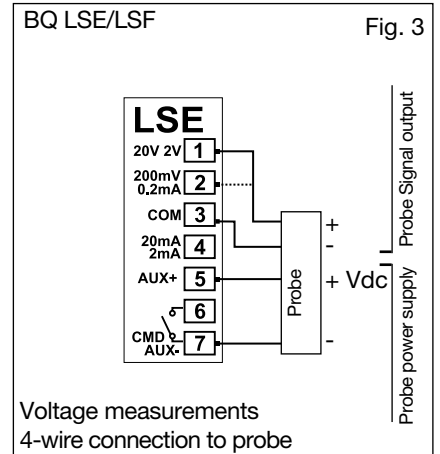 BQ LSE/LSF
Fig. 3
LSE
20V 2V 1
200mV
0.2mA 2
COM 3
20mA
2mA 4
AUX+ 5
6
CMD
AUX- 7
Probe
+
-
+ Vdc
-
Probe Signal output
Probe power supply
Voltage measurements
4-wire connection to probe